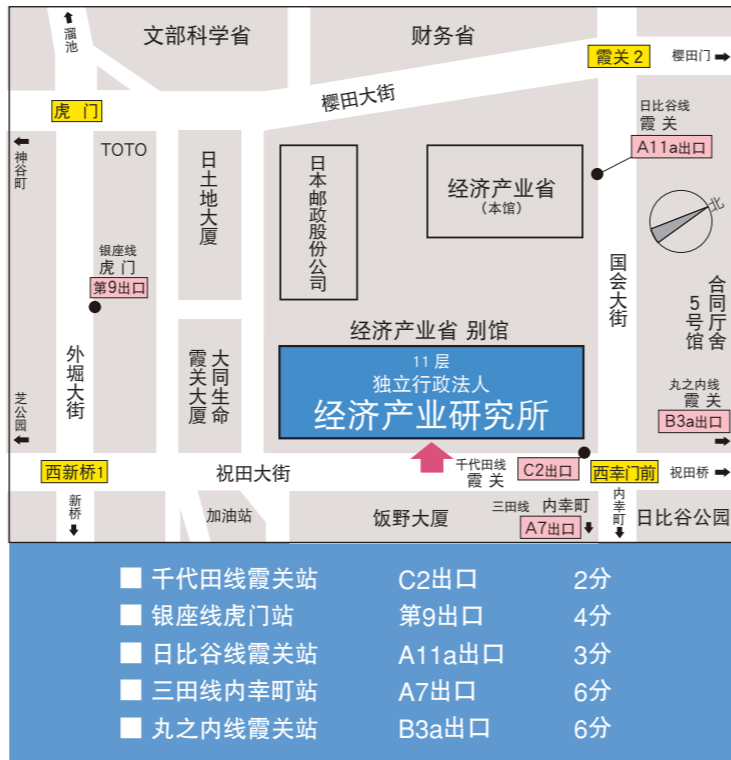 溜池
文部科学省
财务省
霞关 2
樱田门
虎 门
樱田大街
日比谷线
霞 关
A11a出口
神谷町
TOTO
日土地大厦
日本邮政股份公司
经济产业省
(本馆)
北
银座线
虎 门
第9出口
国会大街
合同厅舍
5号馆
外堀大街
大同生命
霞关大厦
经济产业省 别馆
11 层
独立行政法人
经济产业研究所
丸之内线
霞 关
B3a出口
芝公园
西新桥1
祝田大街
千代田线
霞 关
C2出口
西幸门前
祝田桥
新桥
加油站
饭野大厦
三田线 内幸町
A7出口
内幸町
日比谷公园
千代田线霞关站 C2出口 2分
银座线虎门站 第9出口 4分
日比谷线霞关站 A11a出口 3分
三田线内幸町站 A7出口 6分
丸之内线霞关站 B3a出口 6分